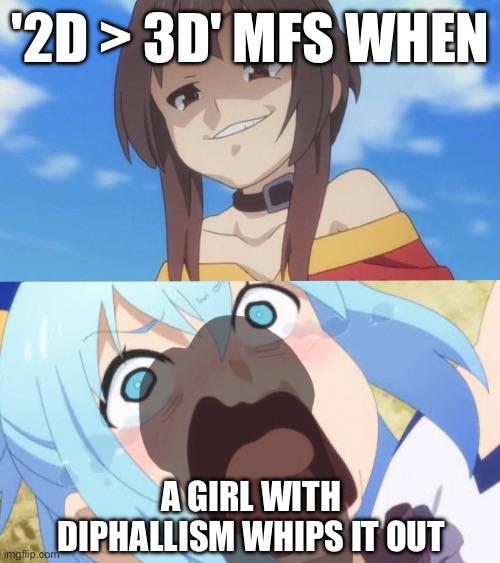 '2D > 3D' MFS WHEN
A GIRL WITH
DIPHALLISM WHIPS IT OUT
imgflip.com